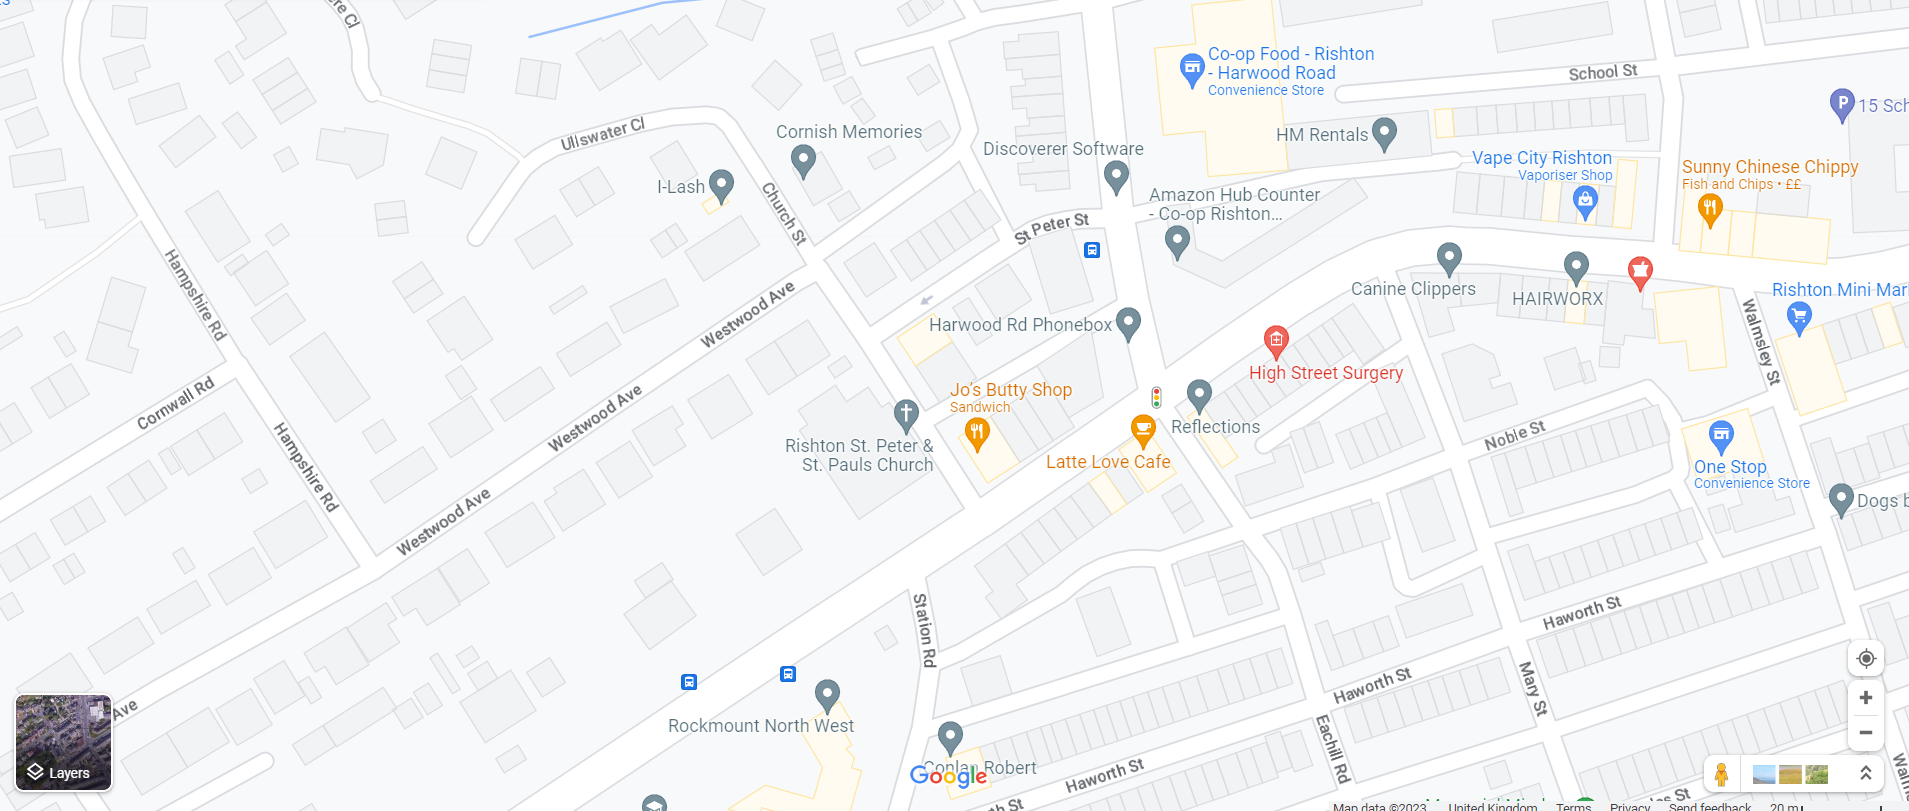 Ullswater Cl
Cornish Memories
I-Lash
Church St
Discoverer Software
St Peter St
Co-op Food - Rishton
- Harwood Road
Convenience Store
School St
HM Rentals
Vape City Rishton
Vaporiser Shop
15 Sch
Sunny Chinese Chippy
Fish and Chips • ££
Amazon Hub Counter
- Co-op Rishton...
Hampshire Rd
Westwood Ave
Harwood Rd Phonebox
Canine Clippers
HAIRWORX
Rishton Mini Mar
Walmsley St
High Street Surgery
Cornwall Rd
Westwood Ave
Jo's Butty Shop
Sandwich
Reflections
Hampshire Rd
Rishton St. Peter &
St. Pauls Church
Latte Love Cafe
Noble St
One Stop
Convenience Store
Westwood Ave
Dogs b
Station Rd
Haworth St
Haworth St
Mary St
Ave
Rockmount North West
Eachill Rd
Conlan Robert
Google
Haworth St
Layers
Map data ©2023
United Kingdom
Terms
Privacy
Send feedback
20 m